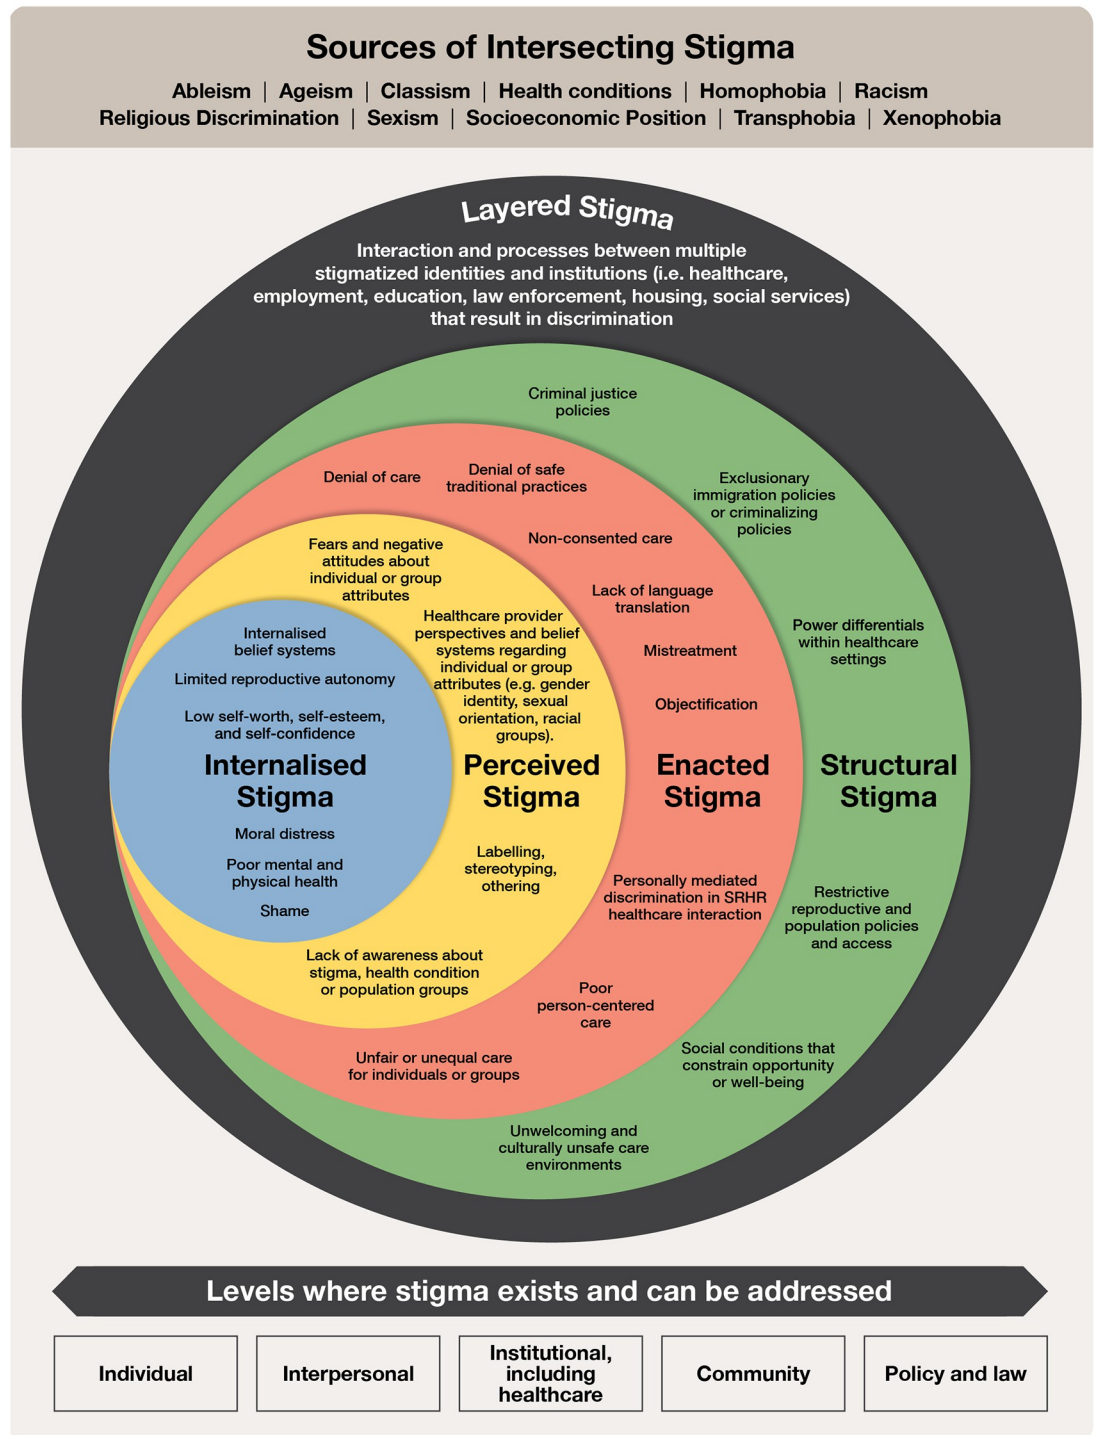 Sources of Intersecting Stigma
Ableism | Ageism | Classism | Health conditions | Homophobia | Racism
Religious Discrimination | Sexism | Socioeconomic Position | Transphobia | Xenophobia
Layered Stigma
Interaction and processes between multiple
stigmatized identities and institutions (i.e. healthcare,
employment, education, law enforcement, housing, social services)
that result in discrimination
Criminal justice
policies
Exclusionary
immigration policies
or criminalizing
policies
Power differentials
within healthcare
settings
Structural
Stigma
Restrictive
reproductive and
population policies
and access
Social conditions that
constrain opportunity
or well-being
Unwelcoming and
culturally unsafe care
environments
Denial of care
Denial of safe
traditional practices
Non-consented care
Lack of language
translation
Mistreatment
Objectification
Enacted
Stigma
Personally mediated
discrimination in SRHR
healthcare interaction
Poor
person-centered
care
Unfair or unequal care
for individuals or groups
Fears and negative
attitudes about
individual or group
attributes
Healthcare provider
perspectives and belief
systems regarding
individual or group
attributes (e.g. gender
identity, sexual
orientation, racial
groups).
Perceived
Stigma
Labelling,
stereotyping,
othering
Lack of awareness about
stigma, health condition
or population groups
Internalised
belief systems
Limited reproductive autonomy
Low self-worth, self-esteem,
and self-confidence
Internalised
Stigma
Moral distress
Poor mental and
physical health
Shame
Levels where stigma exists and can be addressed
Individual
Interpersonal
Institutional,
including
healthcare
Community
Policy and law